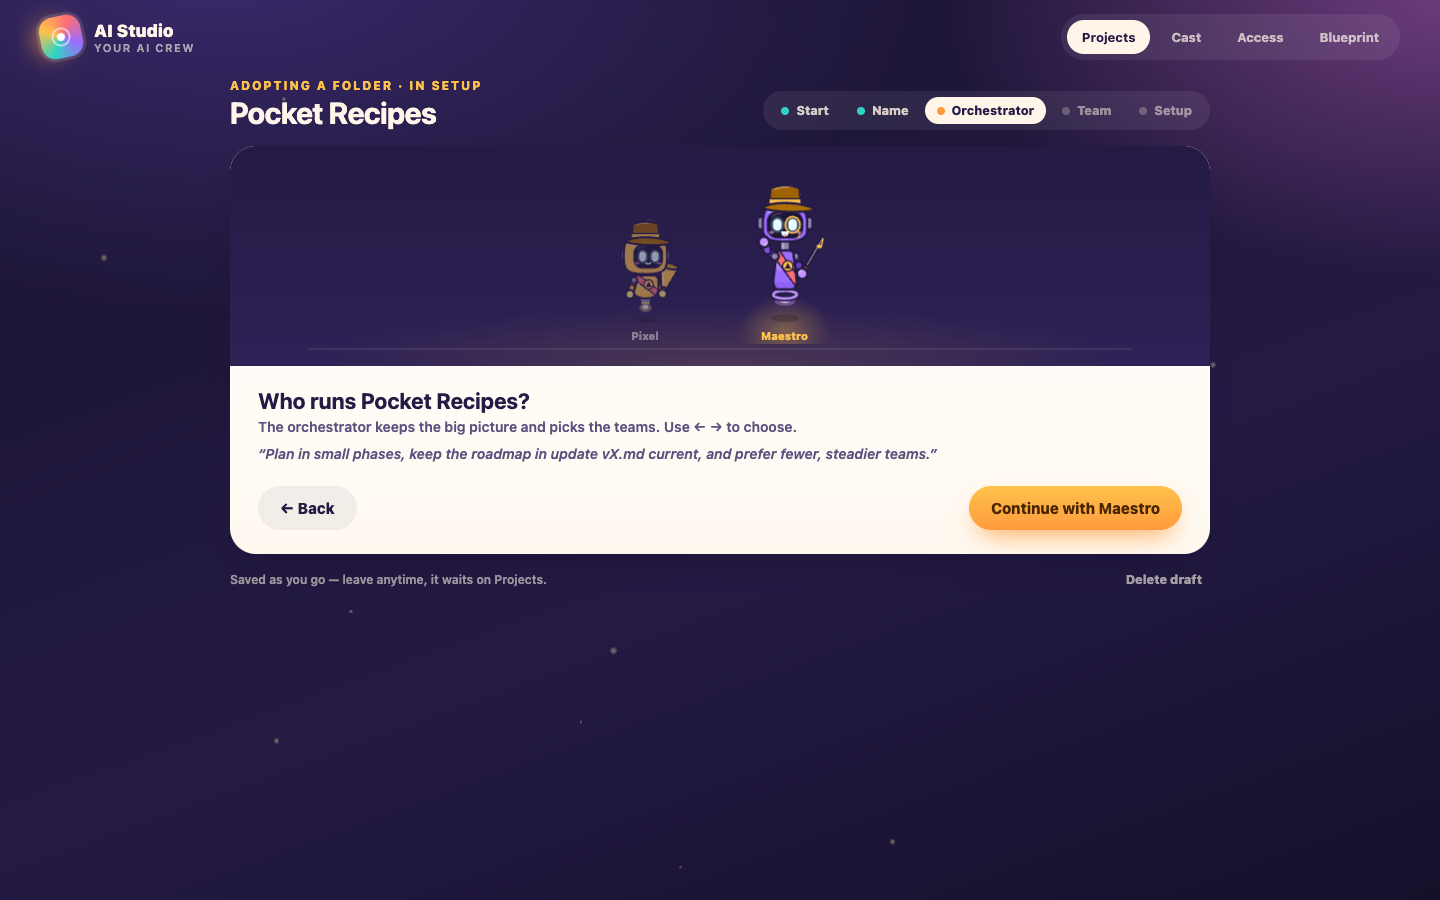 AI Studio
YOUR AI CREW
Projects
Cast
Access
Blueprint
ADOPTING A FOLDER · IN SETUP
Pocket Recipes
Start
Name
Orchestrator
Team
Setup
Pixel
Maestro
Who runs Pocket Recipes?
The orchestrator keeps the big picture and picks the teams. Use ← → to choose.
“Plan in small phases, keep the roadmap in update vX.md current, and prefer fewer, steadier teams.”
← Back
Continue with Maestro
Saved as you go — leave anytime, it waits on Projects.
Delete draft